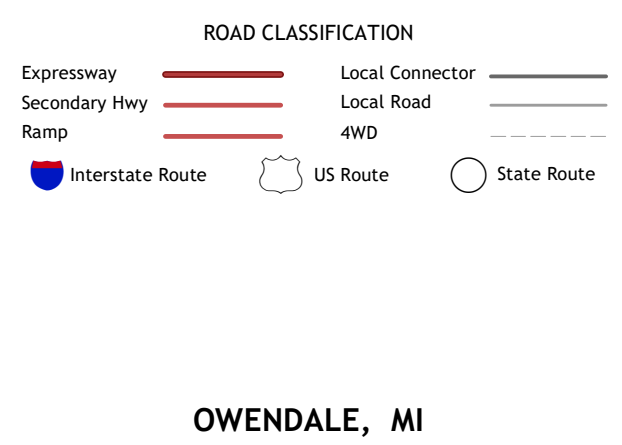 ROAD CLASSIFICATION
Expressway
Local Connector
Secondary Hwy
Local Road
Ramp
4WD
Interstate Route
US Route
State Route
OWENDALE, MI